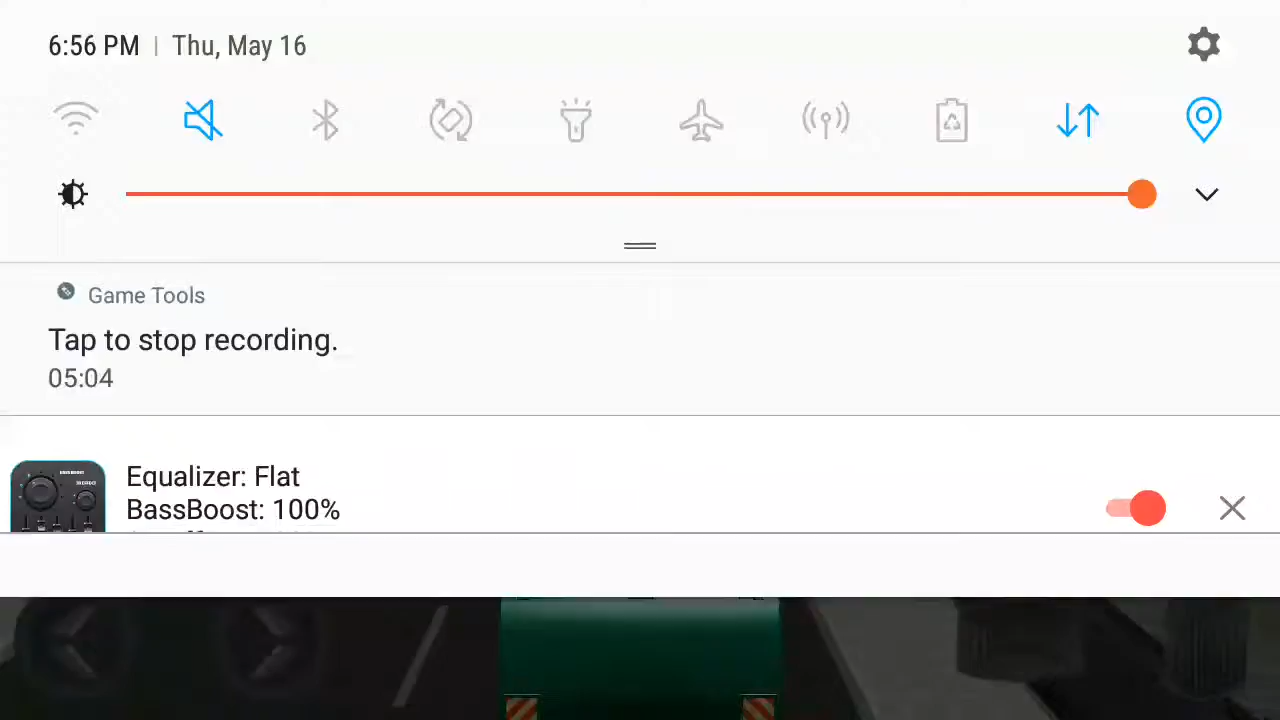 6:56 PM | Thu, May 16
Game Tools
Tap to stop recording.
05:04
Equalizer: Flat
BassBoost: 100%